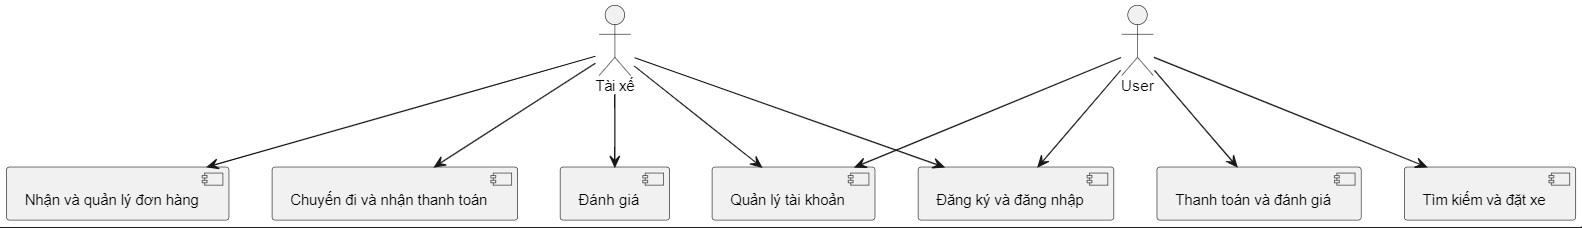 Tài xế
User
Nhận và quản lý đơn hàng
Chuyến đi và nhận thanh toán
Đánh giá
Quản lý tài khoản
Đăng ký và đăng nhập
Thanh toán và đánh giá
Tìm kiếm và đặt xe